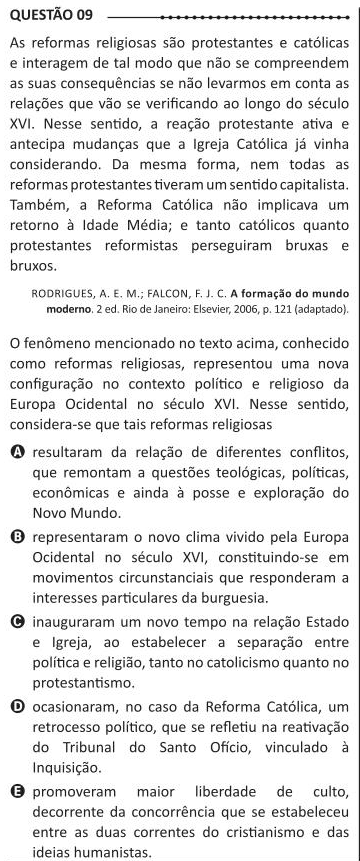 QUESTÃO 09
As reformas religiosas são protestantes e católicas
e interagem de tal modo que não se compreendem
as suas consequências se não levarmos em conta as
relações que vão se verificando ao longo do século
XVI. Nesse sentido, a reação protestante ativa e
antecipa mudanças que a Igreja Católica já vinha
considerando. Da mesma forma, nem todas as
reformas protestantes tiveram um sentido capitalista.
Também, a Reforma Católica não implicava um
retorno à Idade Média; e tanto católicos quanto
protestantes reformistas perseguiram bruxas e
bruxos.
RODRIGUES, A. E. M.; FALCON, F. J. C. A formação do mundo
moderno. 2 ed. Rio de Janeiro: Elsevier, 2006, p. 121 (adaptado).
O fenômeno mencionado no texto acima, conhecido
como reformas religiosas, representou uma nova
configuração no contexto político e religioso da
Europa Ocidental no século XVI. Nesse sentido,
considera-se que tais reformas religiosas
A resultaram da relação de diferentes conflitos,
que remontam a questões teológicas, políticas,
econômicas e ainda à posse e exploração do
Novo Mundo.
B representaram o novo clima vivido pela Europa
Ocidental no século XVI, constituindo-se em
movimentos circunstanciais que responderam a
interesses particulares da burguesia.
C inauguraram um novo tempo na relação Estado
e Igreja, ao estabelecer a separação entre
política e religião, tanto no catolicismo quanto no
protestantismo.
D ocasionaram, no caso da Reforma Católica, um
retrocesso político, que se refletiu na reativação
do Tribunal do Santo Ofício, vinculado à
Inquisição.
E promoveram maior liberdade de culto,
decorrente da concorrência que se estabeleceu
entre as duas correntes do cristianismo e das
ideias humanistas.